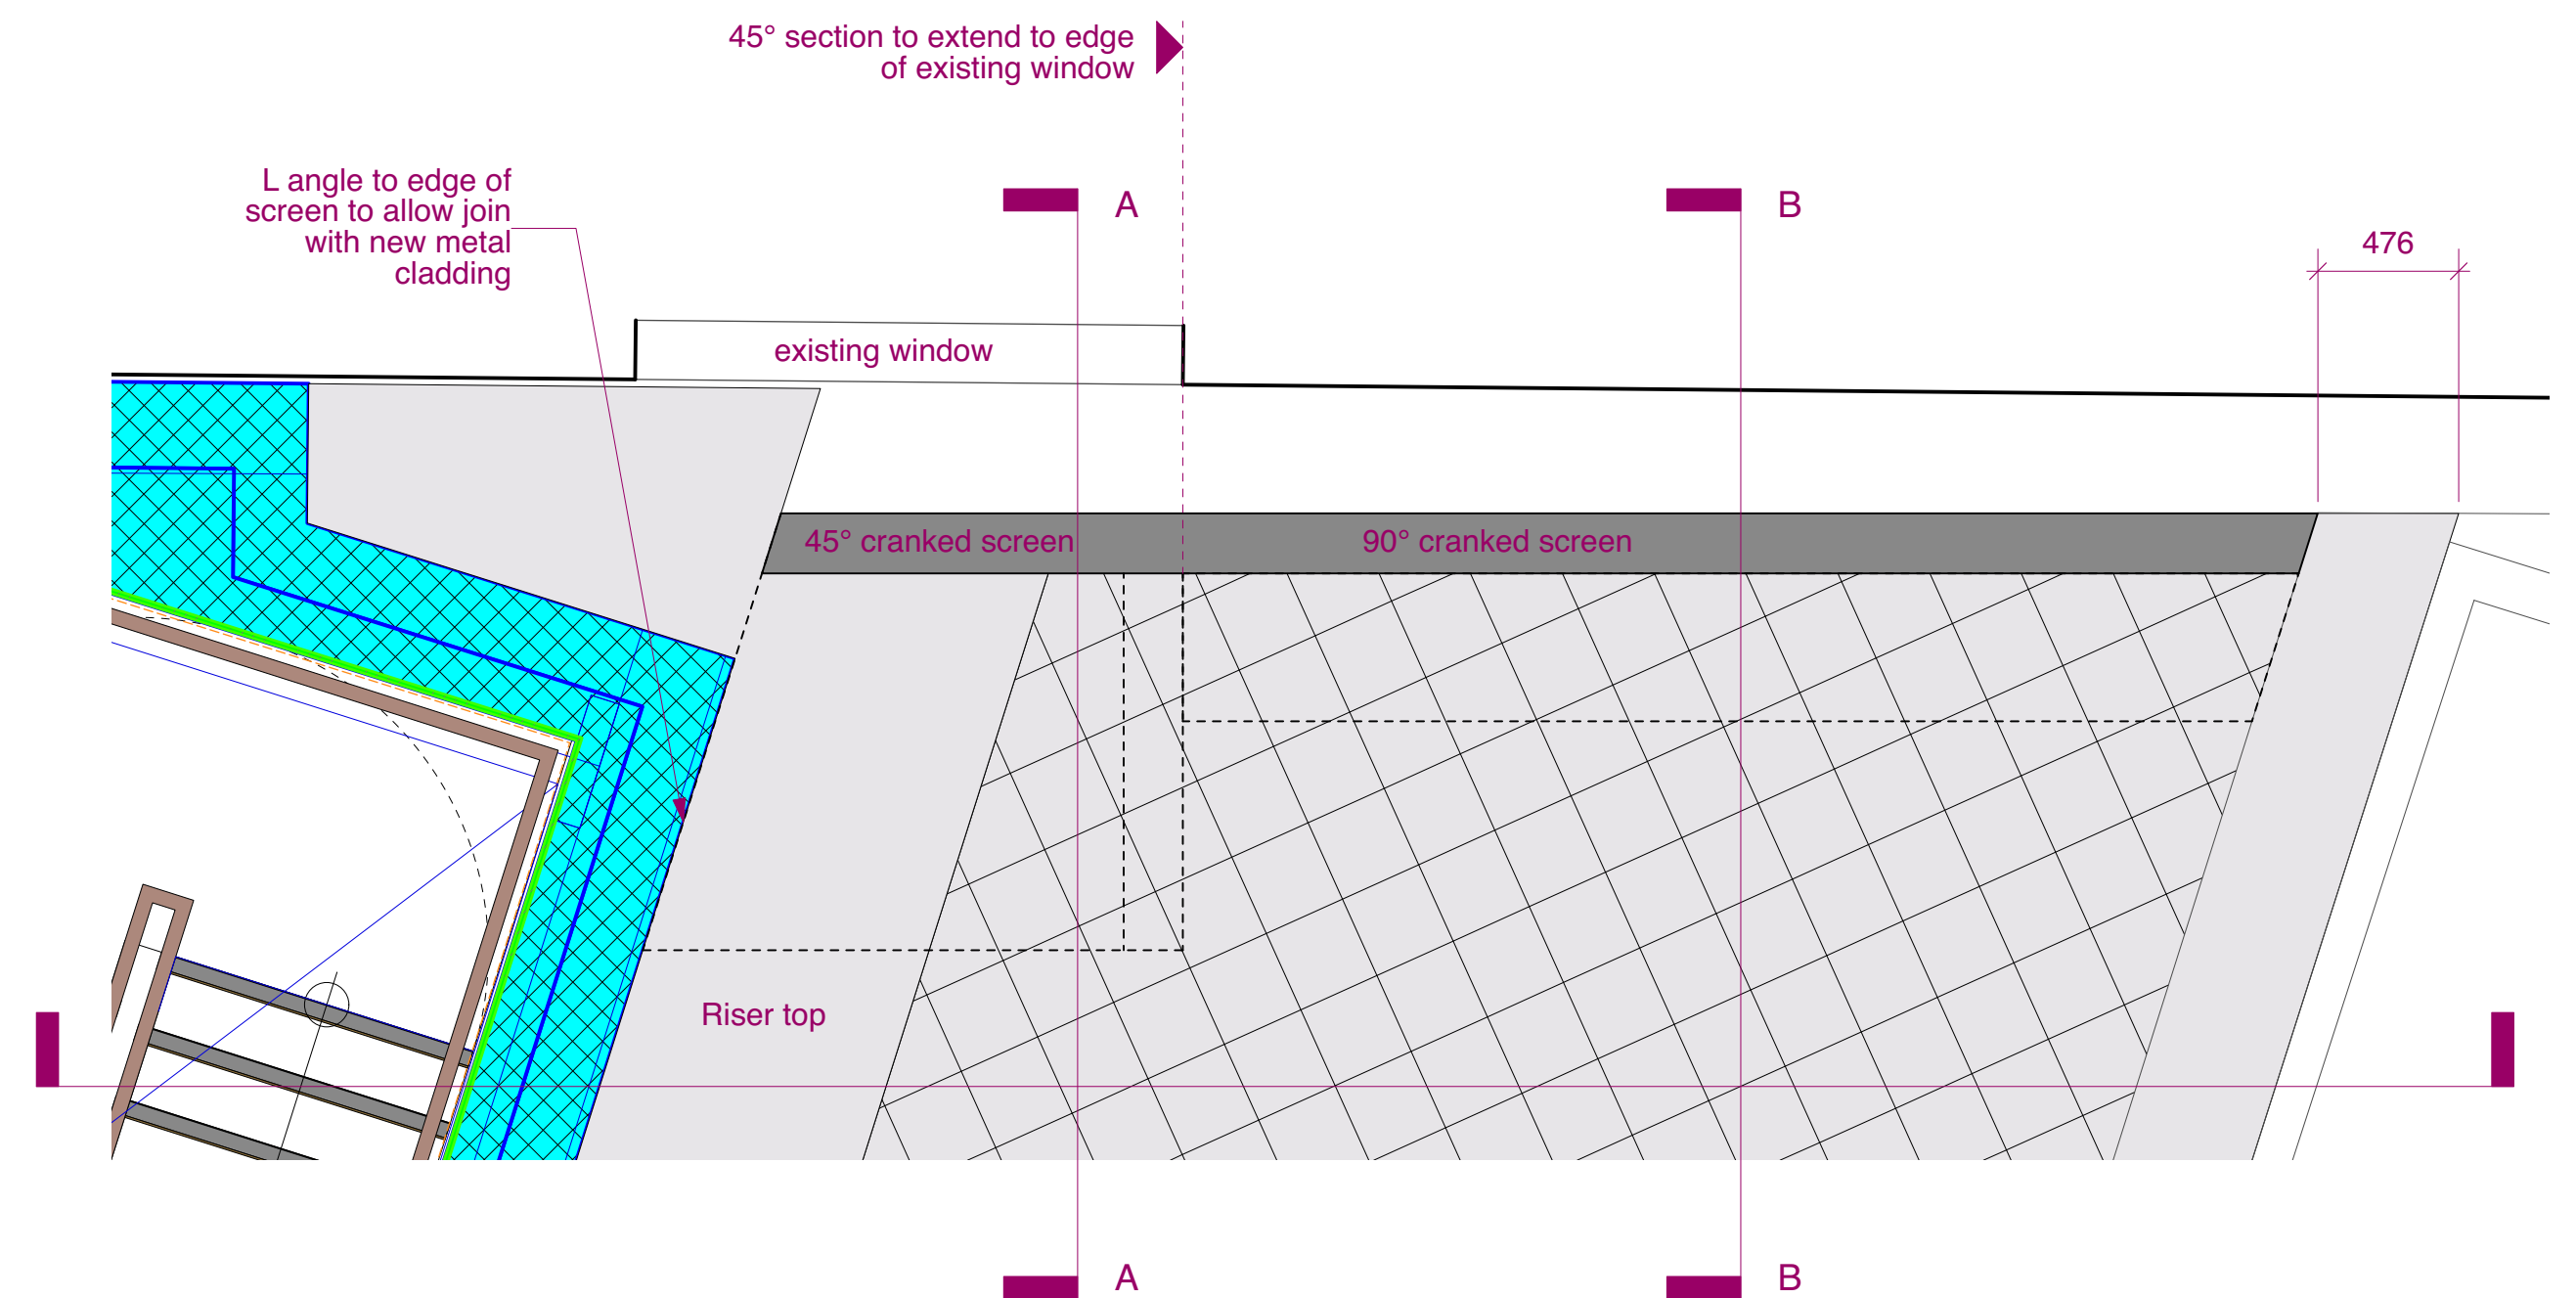 45° section to extend to edge
of existing window
L angle to edge of
screen to allow join
with new metal
cladding
A
B
476
existing window
45° cranked screen
90° cranked screen
Riser top
A
B